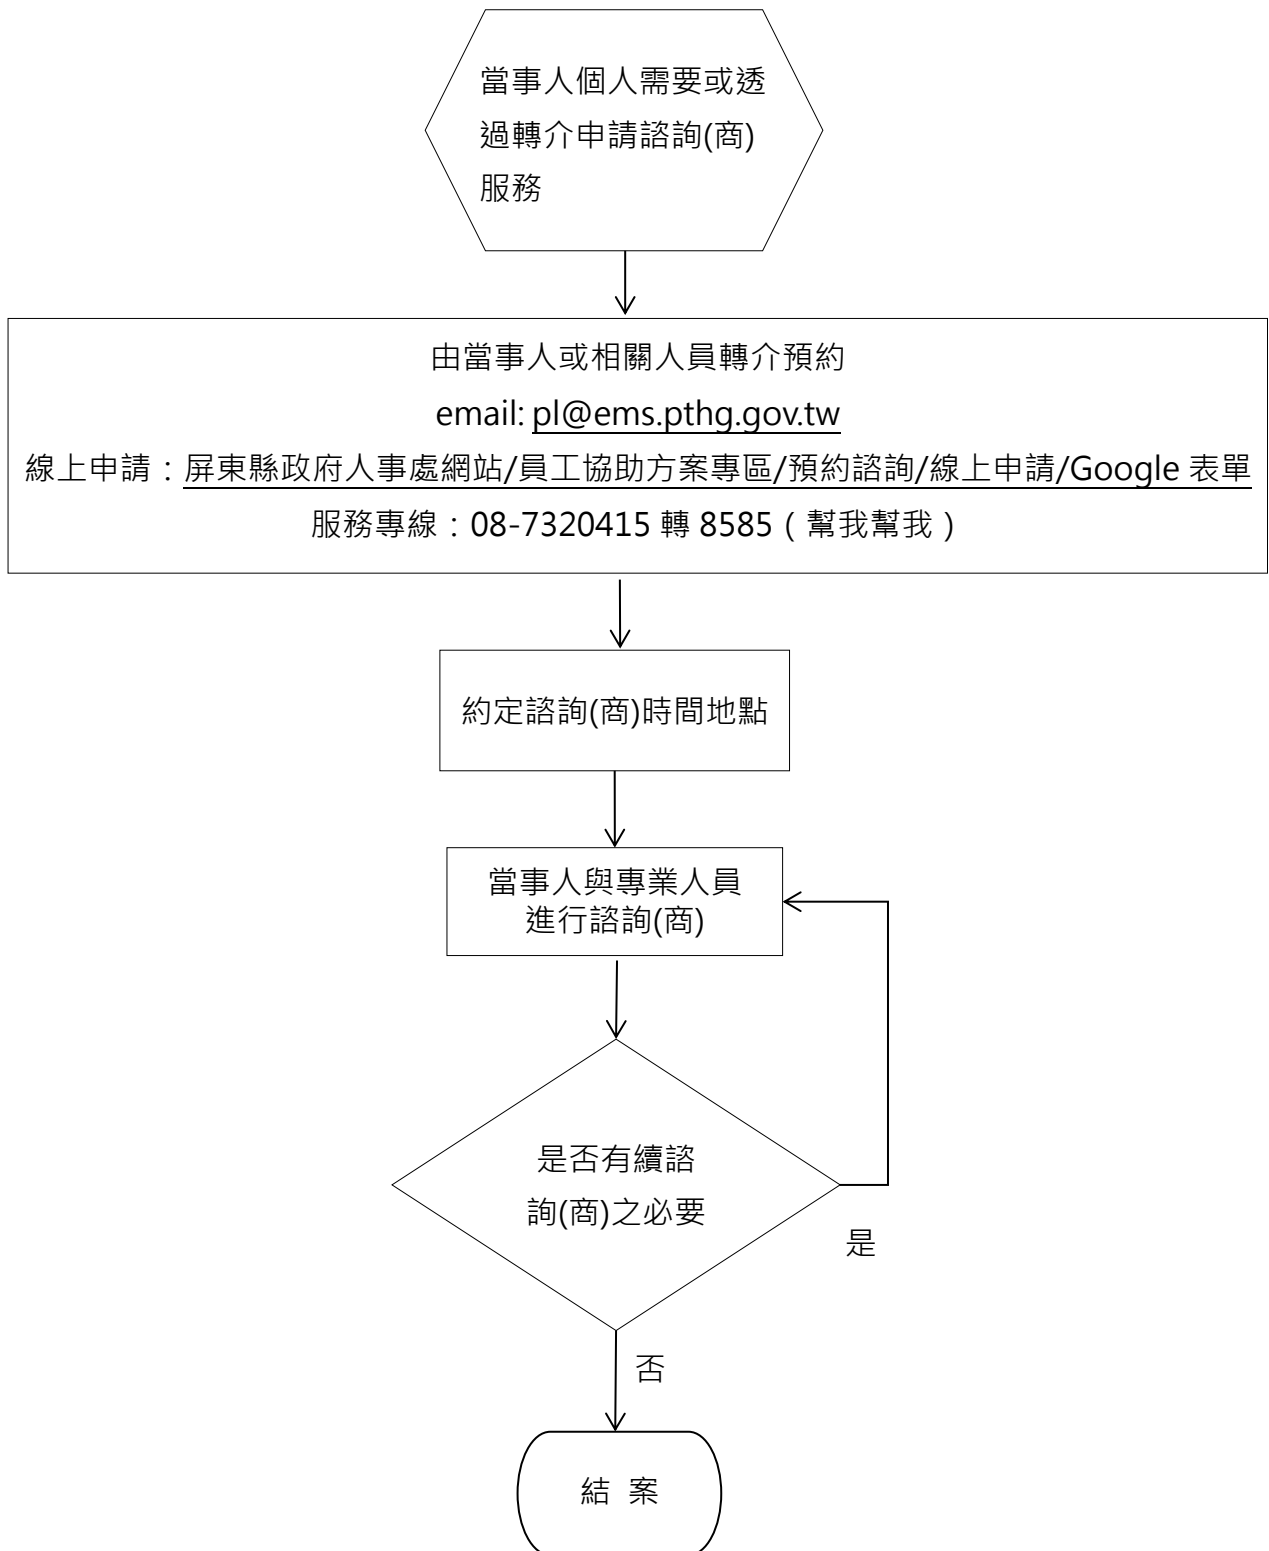 當事人個人需要或透
過轉介申請諮詢(商)
服務
由當事人或相關人員轉介預約
email: pl@ems.pthg.gov.tw
線上申請：屏東縣政府人事處網站/員工協助方案專區/預約諮詢/線上申請/Google 表單
服務專線：08-7320415 轉 8585（幫我幫我）
約定諮詢(商)時間地點
當事人與專業人員
進行諮詢(商)
是否有續諮
詢(商)之必要
是
否
結 案